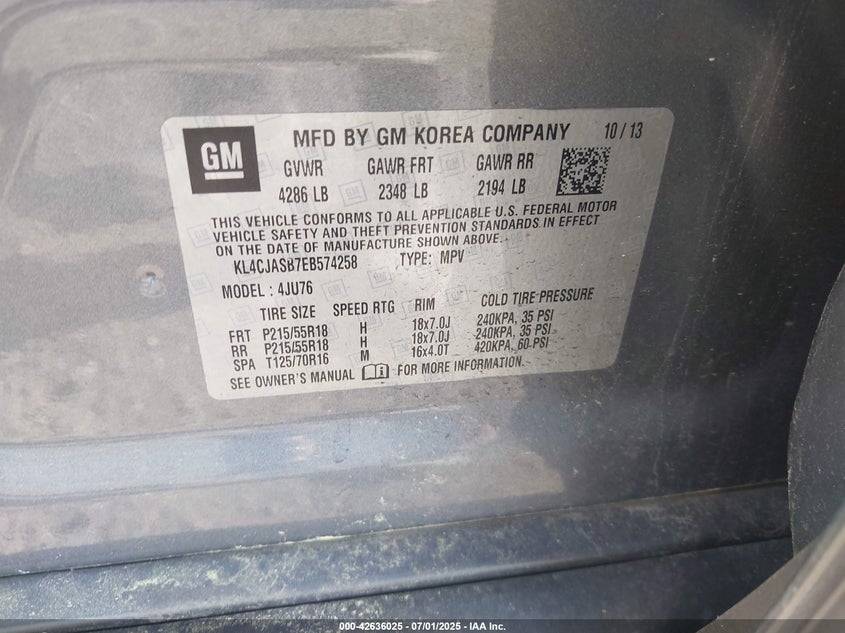 GM
MFD BY GM KOREA COMPANY 10 / 13
GVWR GAWR FRT GAWR RR
4286 LB 2348 LB 2194 LB
THIS VEHICLE CONFORMS TO ALL APPLICABLE U.S. FEDERAL MOTOR
VEHICLE SAFETY AND THEFT PREVENTION STANDARDS IN EFFECT
ON THE DATE OF MANUFACTURE SHOWN ABOVE.
KL4CJASB7EB574258 TYPE: MPV
MODEL : 4JU76
TIRE SIZE SPEED RTG RIM COLD TIRE PRESSURE
FRT P215/55R18 H 18x7.0J 240KPA, 35 PSI
RR P215/55R18 H 18x7.0J 240KPA, 35 PSI
SPA T125/70R16 M 16x4.0T 420KPA, 60 PSI
SEE OWNER'S MANUAL FOR MORE INFORMATION.
000-42636025 | 07/01/2025 | IAA Inc.